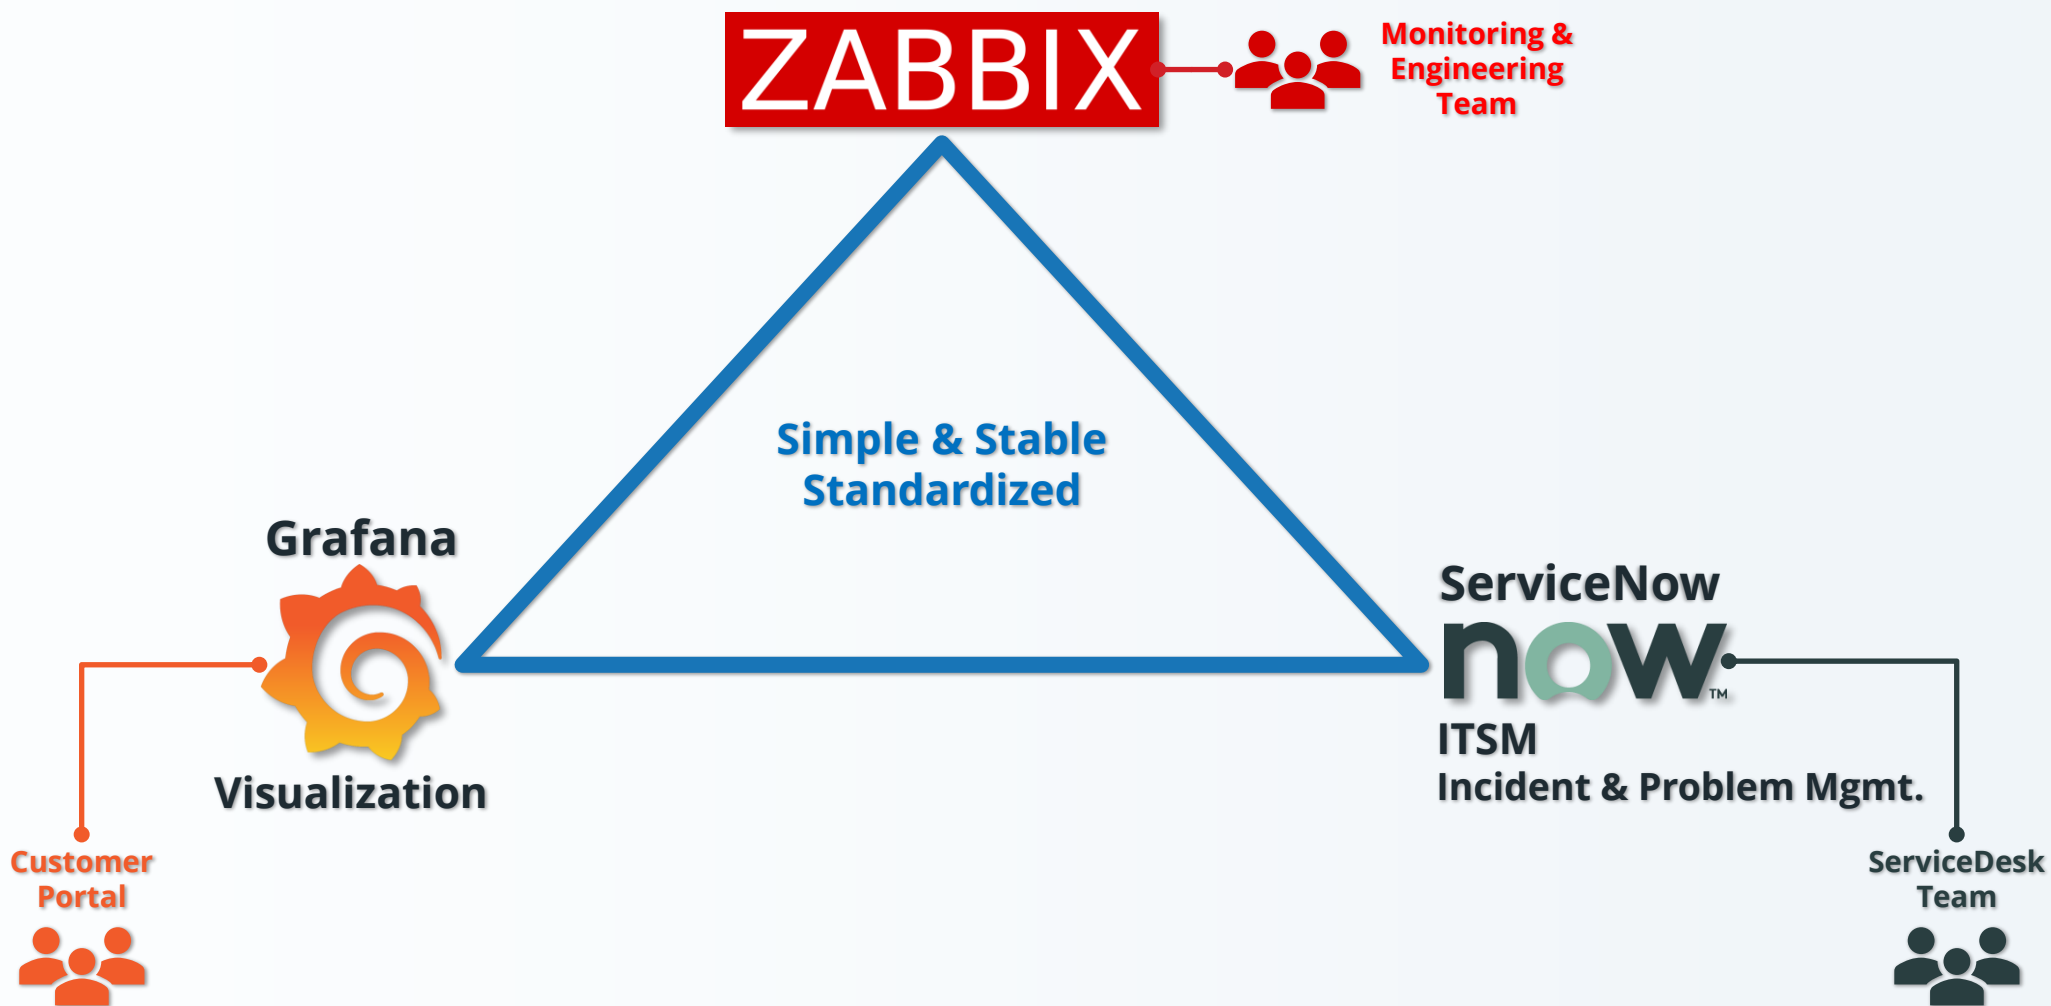 ZABBIX
Monitoring &
Engineering
Team
Simple & Stable
Standardized
Grafana
Visualization
Customer
Portal
ServiceNow
now™
ITSM
Incident & Problem Mgmt.
ServiceDesk
Team